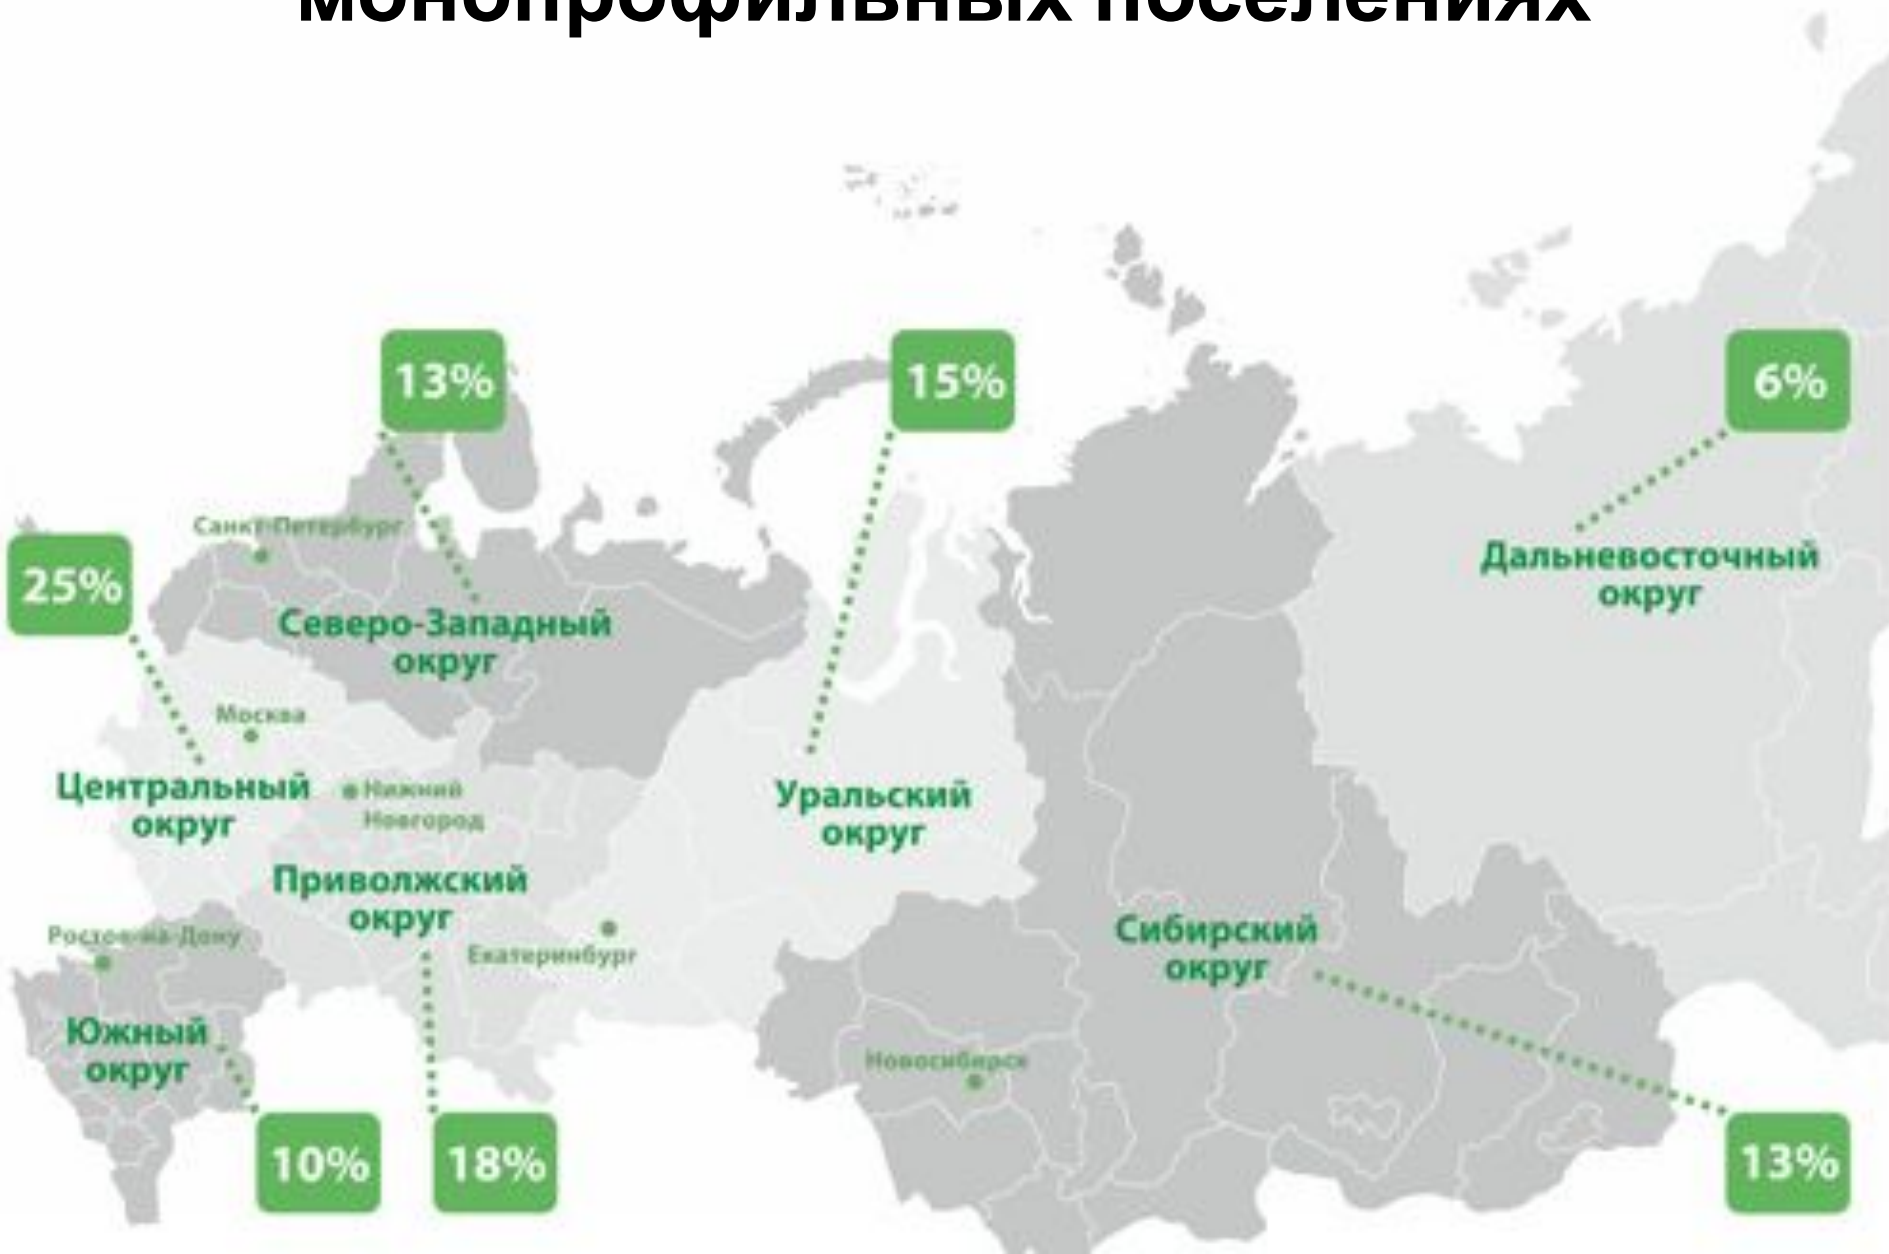 монопрофильных поселениях
13%
15%
6%
Санкт-Петербург
25%
Дальневосточный
округ
Северо-Западный
округ
Москва
Центральный
округ
Нижний
Новгород
Уральский
округ
Приволжский
округ
Ростов-на-Дону
Екатеринбург
Сибирский
округ
Южный
округ
Новосибирск
10%
18%
13%